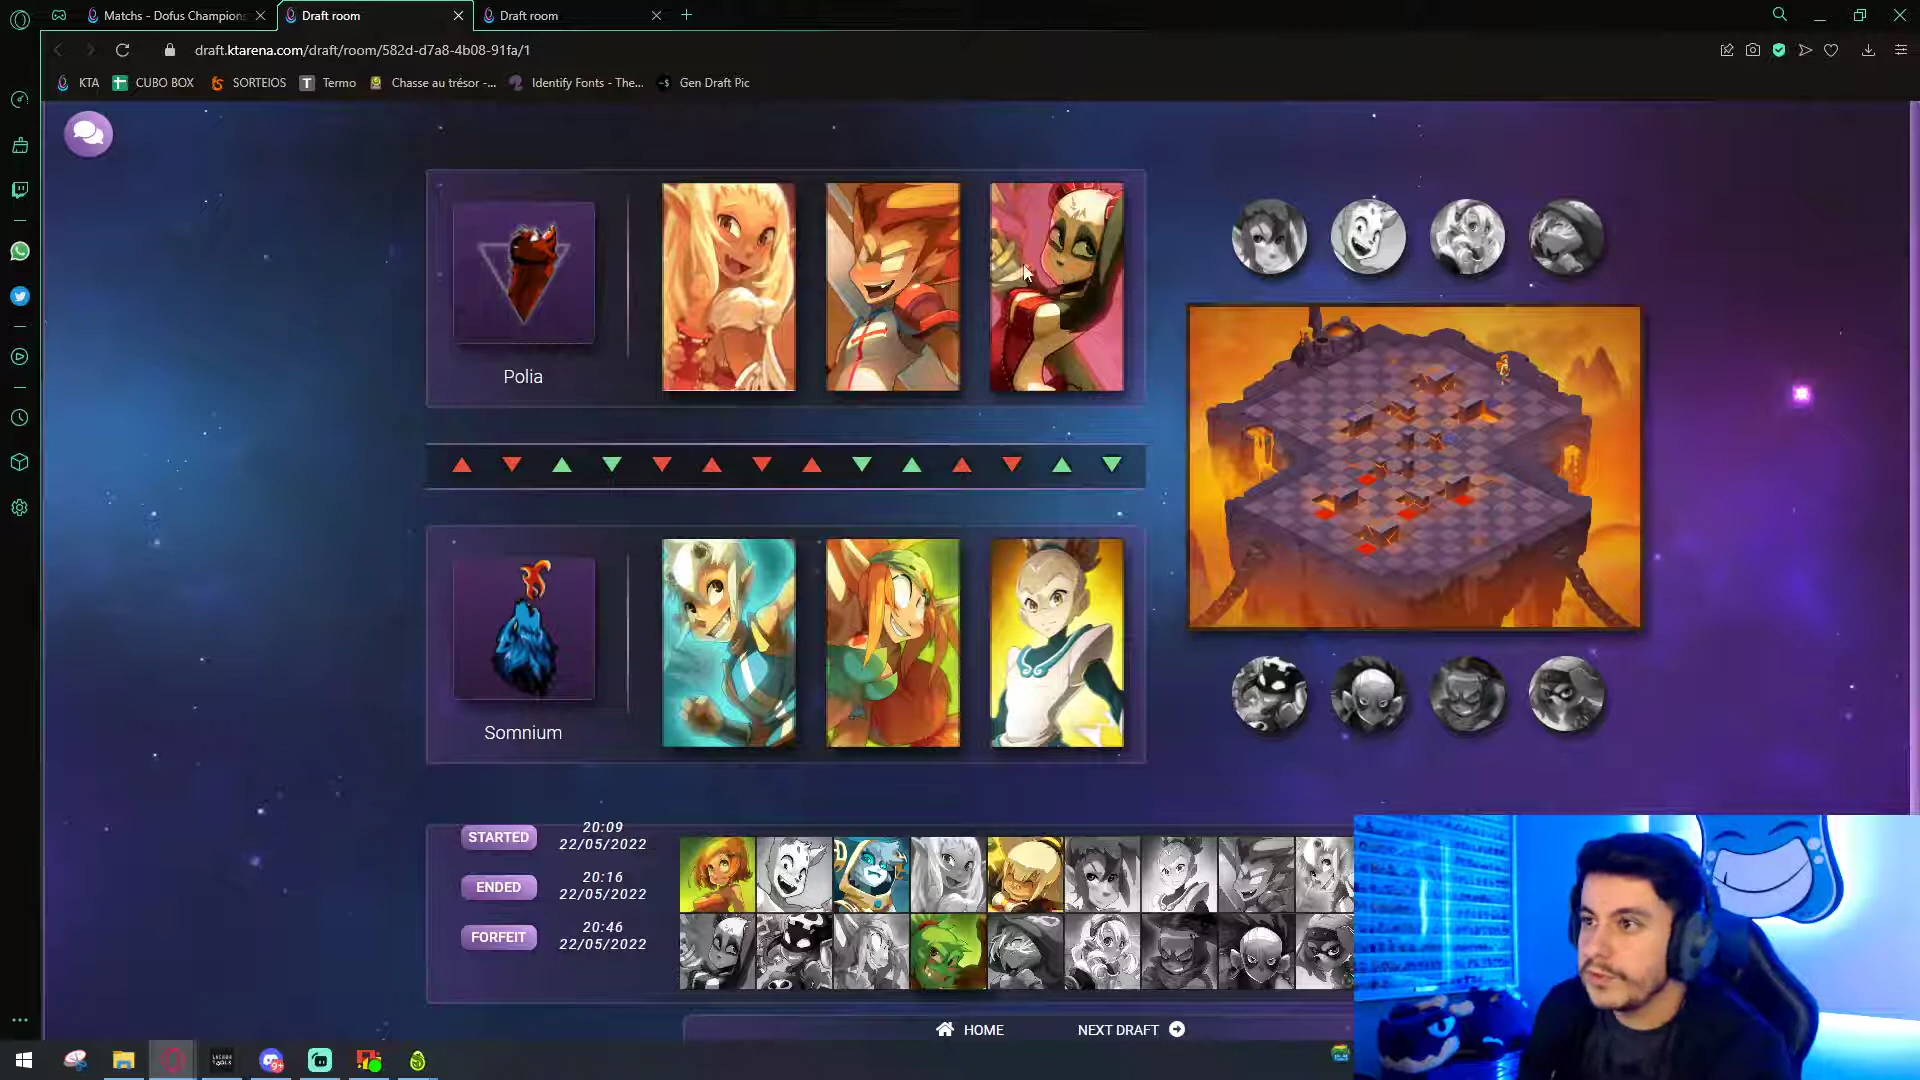 Matchs - Dofus Champions
Draft room
Draft room
draft.ktarena.com/draft/room/582d-d7a8-4b08-91fa/1
KTA
CUBO BOX
SORTEIOS
T
Termo
Chasse au trésor -...
Identify Fonts - The...
~$
Gen Draft Pic
Polia
Somnium
STARTED
20:09
22/05/2022
ENDED
20:16
22/05/2022
FORFEIT
20:46
22/05/2022
HOME
NEXT DRAFT
9+